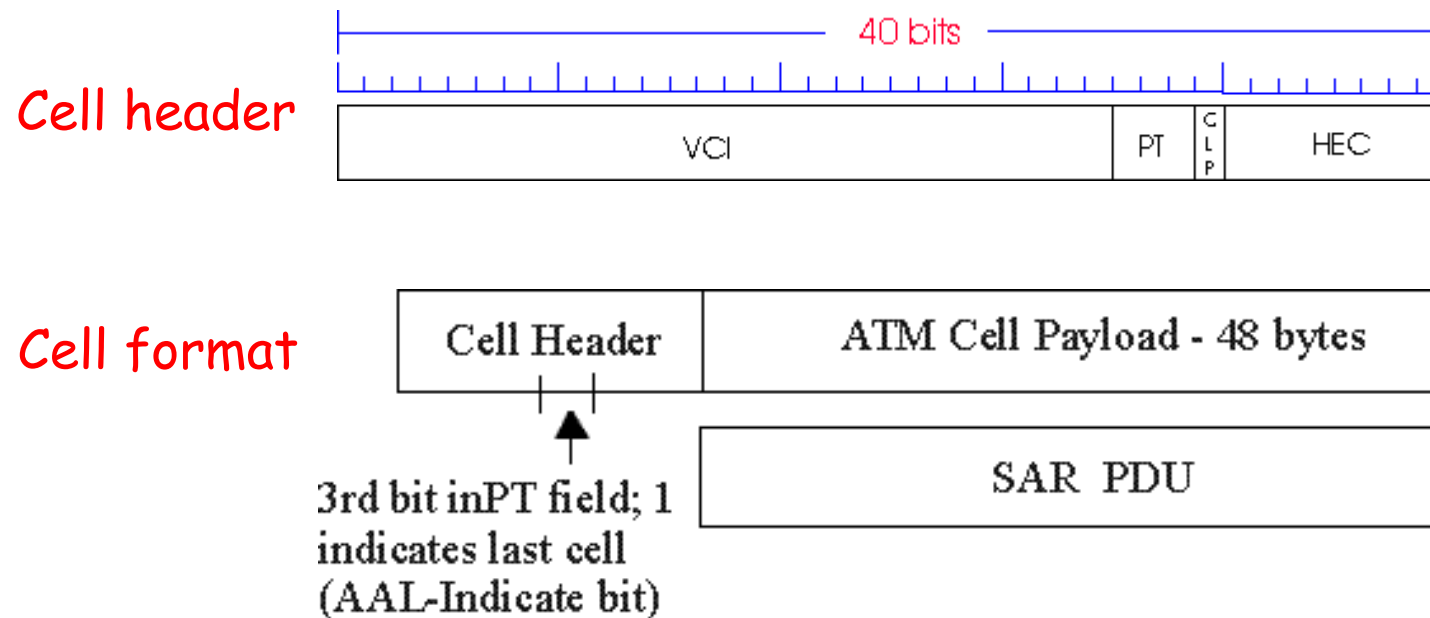 40 bits
Cell header
VCI
PT
C
L
P
HEC
Cell format
Cell Header
ATM Cell Payload - 48 bytes
SAR PDU
3rd bit inPT field; 1
indicates last cell
(AAL-Indicate bit)